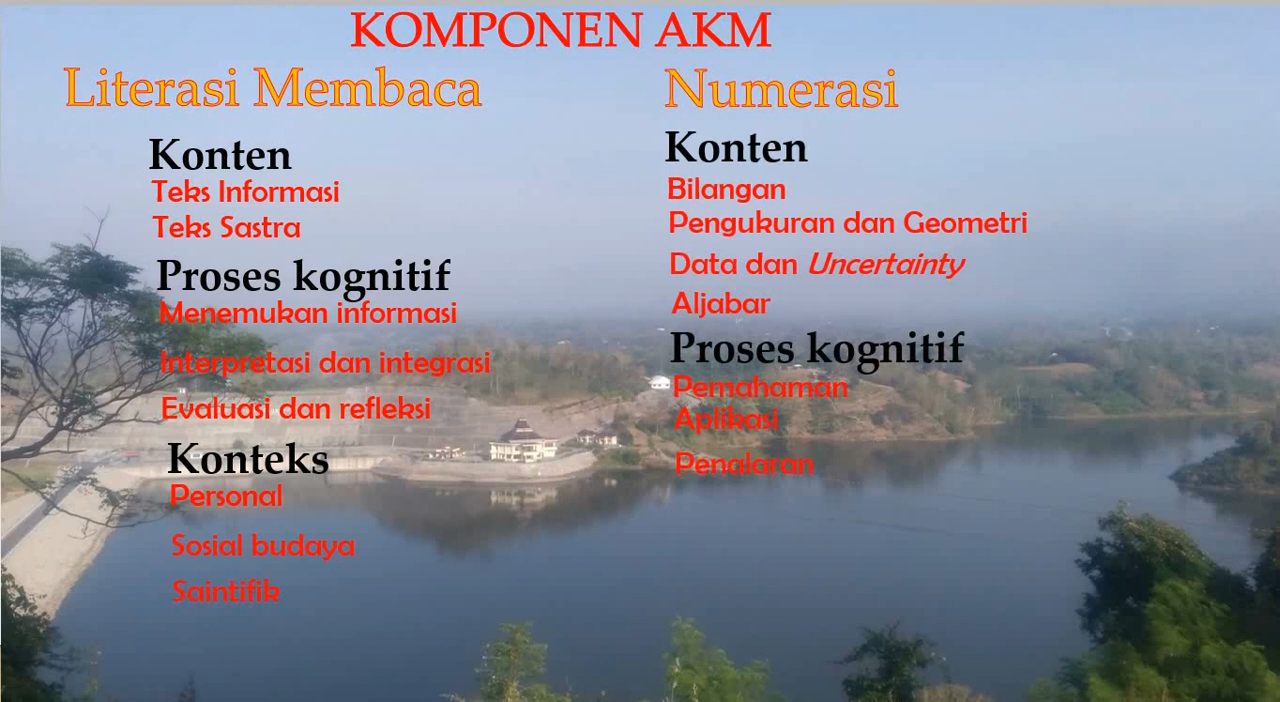 KOMPONEN AKM
Literasi Membaca
Konten
Teks Informasi
Teks Sastra
Proses kognitif
Menemukan informasi
Interpretasi dan integrasi
Evaluasi dan refleksi
Konteks
Personal
Sosial budaya
Saintifik
Numerasi
Konten
Bilangan
Pengukuran dan Geometri
Data dan Uncertainty
Aljabar
Proses kognitif
Pemahaman
Aplikasi
Penalaran